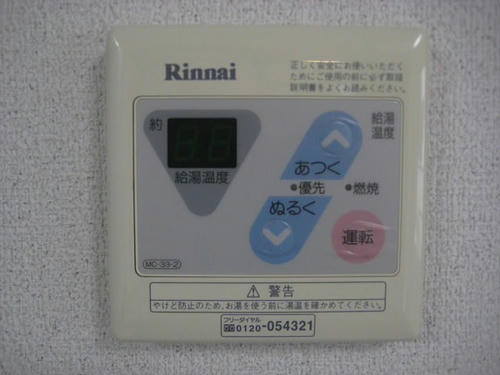 Rinnai
正しく安全にお使いいただく
ためにご使用の前に必ず取扱
説明書をよくお読みください。
約
給湯温度
給湯
温度
あつく
●優先 ●燃焼
ぬるく
運転
MC-33-2
⚠ 警告
やけど防止のため、お湯を使う前に湯温を確かめてください。
フリーダイヤル
0120-054321